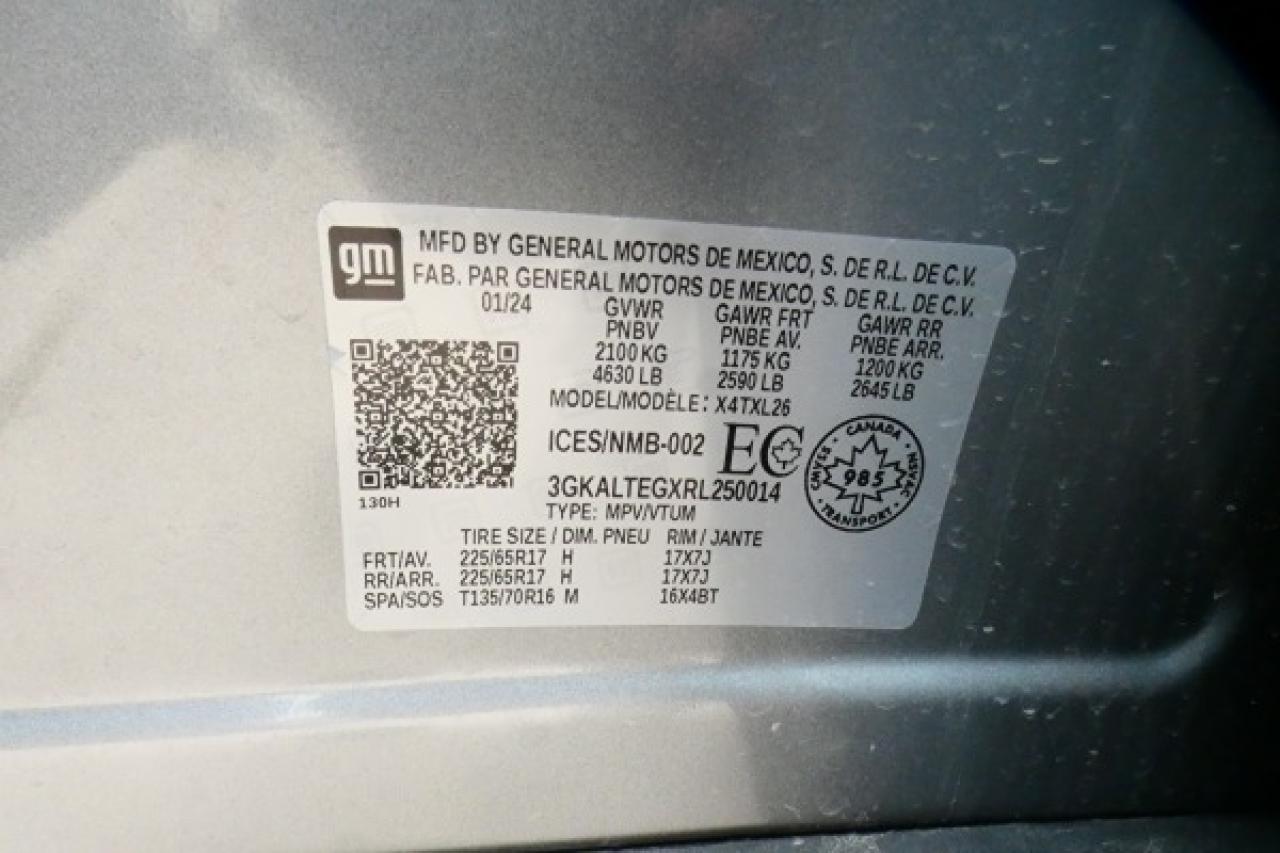 gm
MFD BY GENERAL MOTORS DE MEXICO, S. DE R.L. DE C.V.
FAB. PAR GENERAL MOTORS DE MEXICO, S. DE R.L. DE C.V.
01/24 GVWR GAWR FRT GAWR RR
PNBV PNBE AV. PNBE ARR.
2100 KG 1175 KG 1200 KG
4630 LB 2590 LB 2645 LB
MODEL/MODÈLE: X4TXL26
ICES/NMB-002 EC
CANADA
CMVSS 985 NSVAC
TRANSPORT
3GKALTEGXRL250014
130H
TYPE: MPV/VTUM
TIRE SIZE / DIM. PNEU RIM / JANTE
FRT/AV. 225/65R17 H 17X7J
RR/ARR. 225/65R17 H 17X7J
SPA/SOS T135/70R16 M 16X4BT